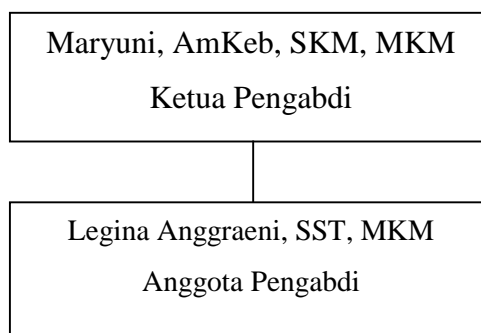 Maryuni, AmKeb, SKM, MKM
Ketua Pengabdi
Legina Anggraeni, SST, MKM
Anggota Pengabdi